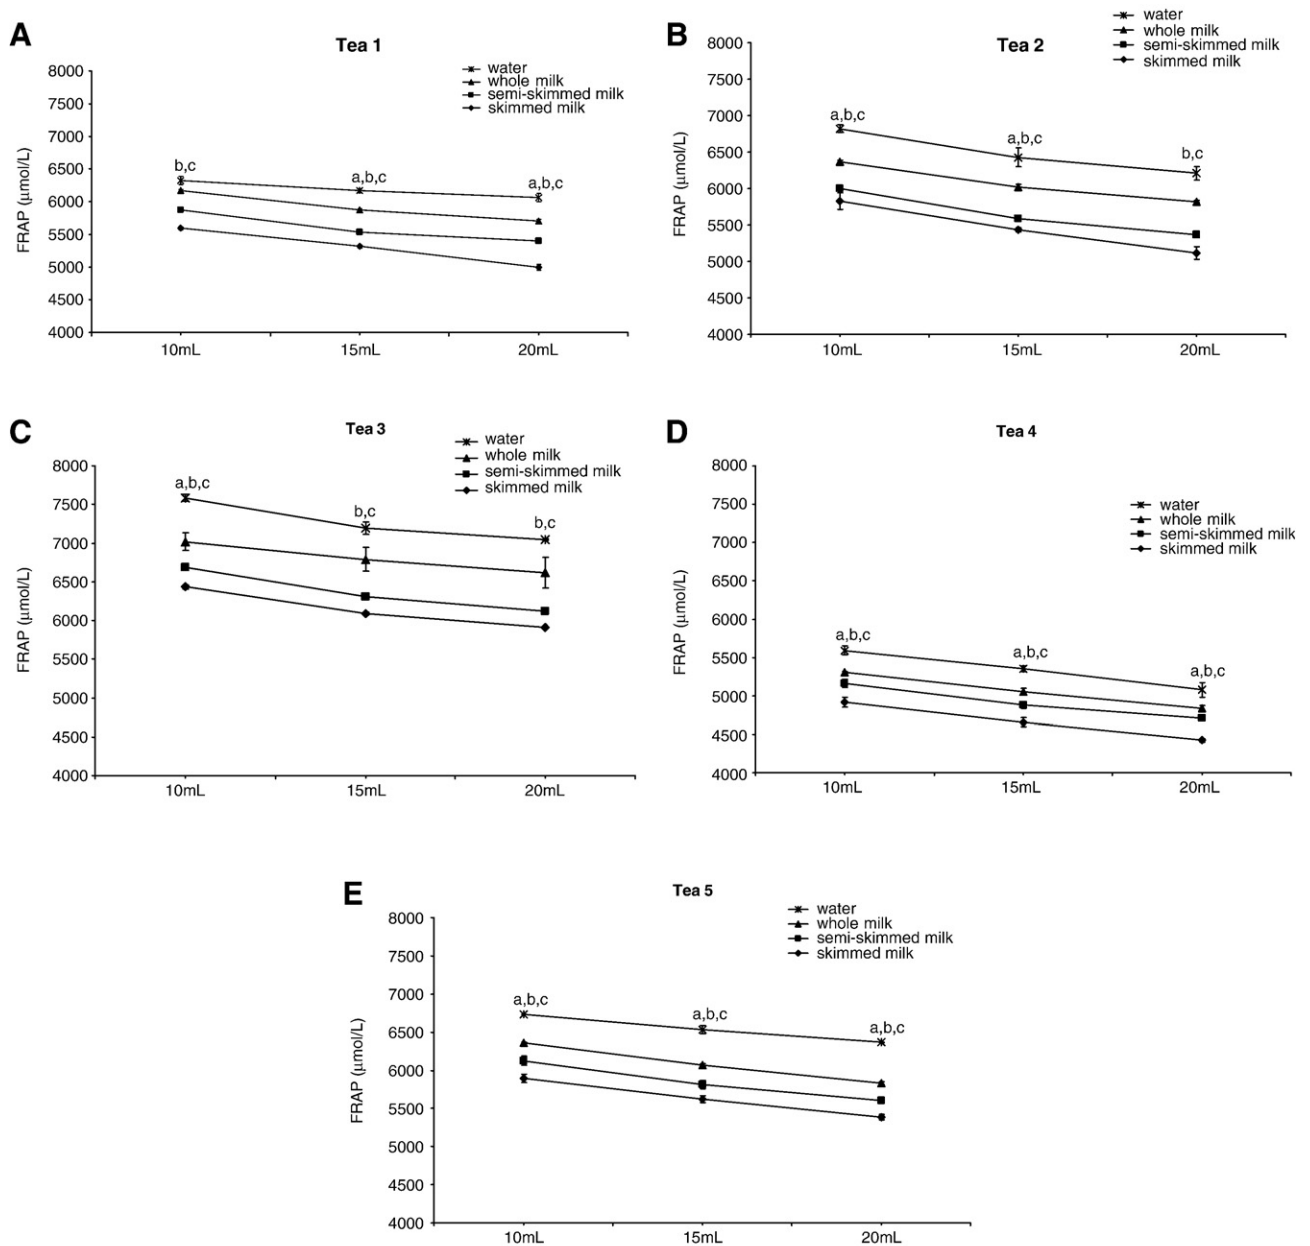 A
Tea 1
water
whole milk
semi-skimmed milk
skimmed milk
8000
7500
7000
6500
6000
5500
5000
4500
4000
FRAP (μmol/L)
b,c
a,b,c
a,b,c
10mL
15mL
20mL
B
Tea 2
water
whole milk
semi-skimmed milk
skimmed milk
8000
7500
7000
6500
6000
5500
5000
4500
4000
FRAP (μmol/L)
a,b,c
a,b,c
b,c
10mL
15mL
20mL
C
Tea 3
water
whole milk
semi-skimmed milk
skimmed milk
8000
7500
7000
6500
6000
5500
5000
4500
4000
FRAP (μmol/L)
a,b,c
b,c
b,c
10mL
15mL
20mL
D
Tea 4
water
whole milk
semi-skimmed milk
skimmed milk
8000
7500
7000
6500
6000
5500
5000
4500
4000
FRAP (μmol/L)
a,b,c
a,b,c
a,b,c
10mL
15mL
20mL
E
Tea 5
water
whole milk
semi-skimmed milk
skimmed milk
8000
7500
7000
6500
6000
5500
5000
4500
4000
FRAP (μmol/L)
a,b,c
a,b,c
a,b,c
10mL
15mL
20mL